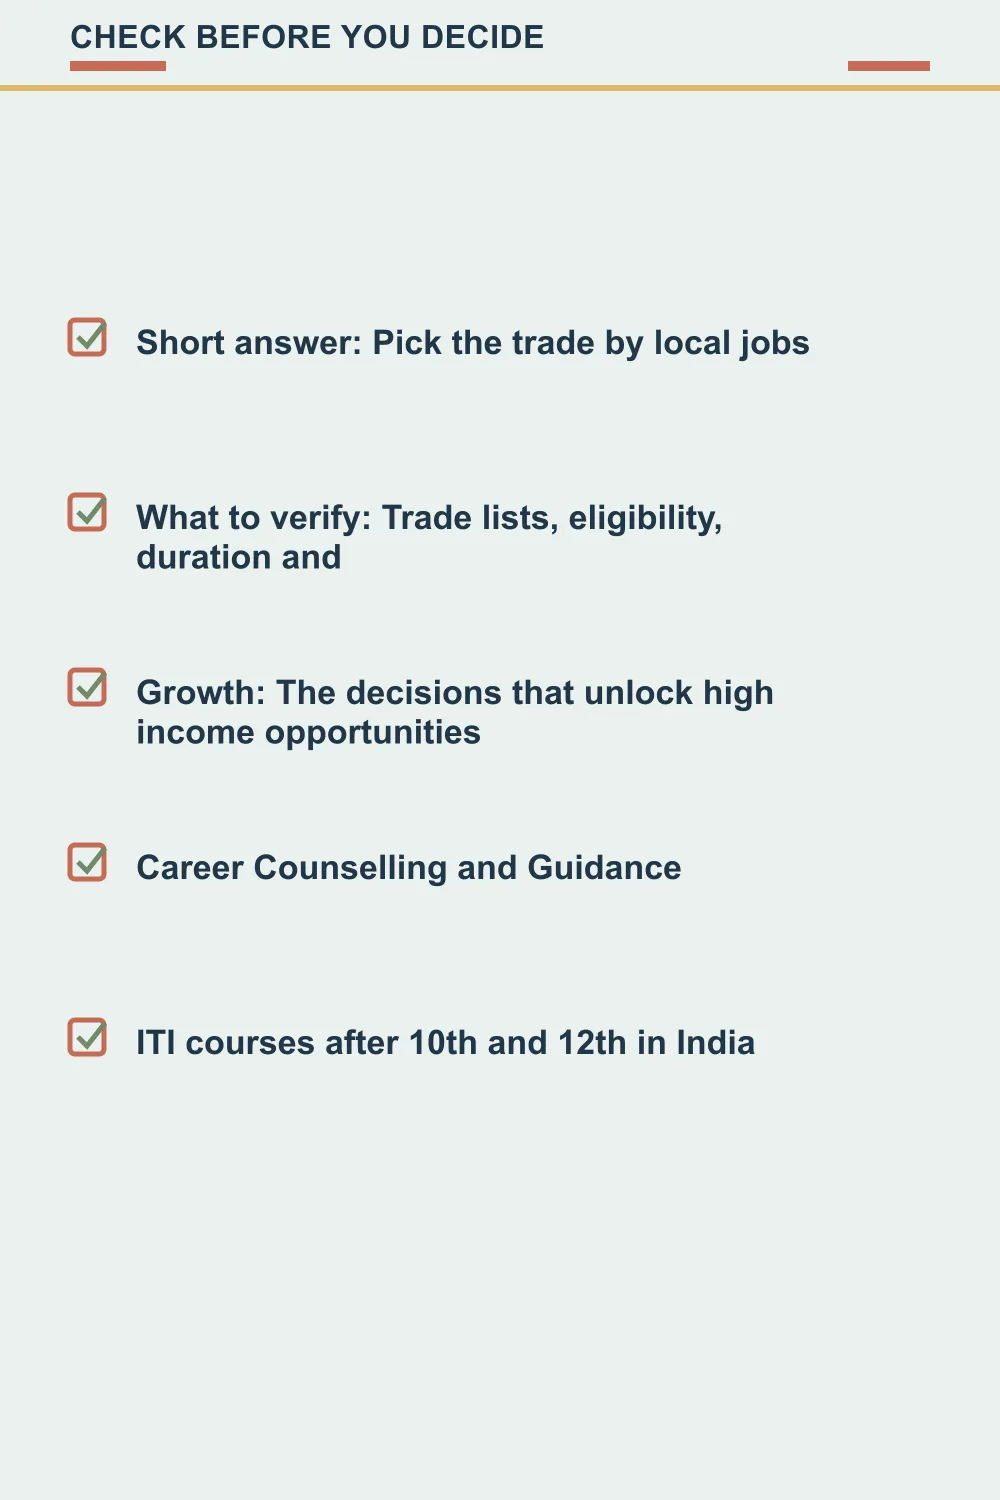 CHECK BEFORE YOU DECIDE
Short answer: Pick the trade by local jobs
What to verify: Trade lists, eligibility,
duration and
Growth: The decisions that unlock high
income opportunities
Career Counselling and Guidance
ITI courses after 10th and 12th in India